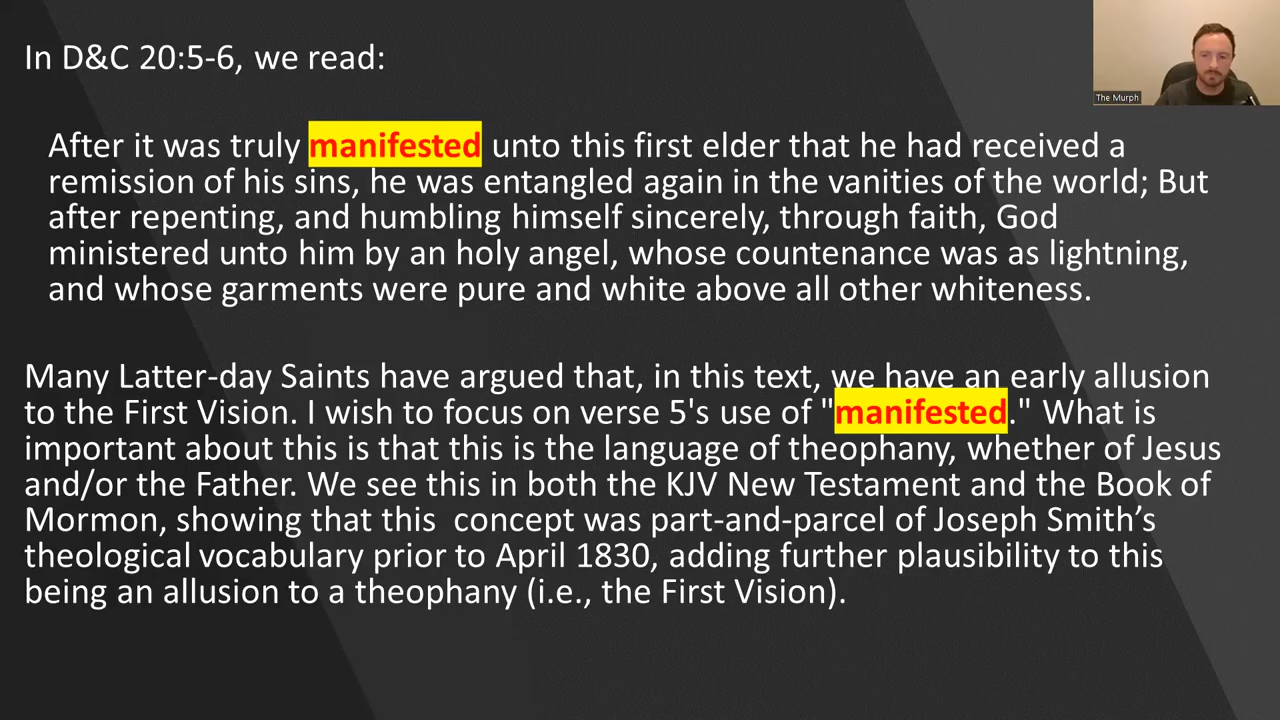 In D&C 20:5-6, we read:
The Murph
After it was truly manifested unto this first elder that he had received a
remission of his sins, he was entangled again in the vanities of the world; But
after repenting, and humbling himself sincerely, through faith, God
ministered unto him by an holy angel, whose countenance was as lightning,
and whose garments were pure and white above all other whiteness.
Many Latter-day Saints have argued that, in this text, we have an early allusion
to the First Vision. I wish to focus on verse 5's use of "manifested." What is
important about this is that this is the language of theophany, whether of Jesus
and/or the Father. We see this in both the KJV New Testament and the Book of
Mormon, showing that this  concept was part-and-parcel of Joseph Smith’s
theological vocabulary prior to April 1830, adding further plausibility to this
being an allusion to a theophany (i.e., the First Vision).